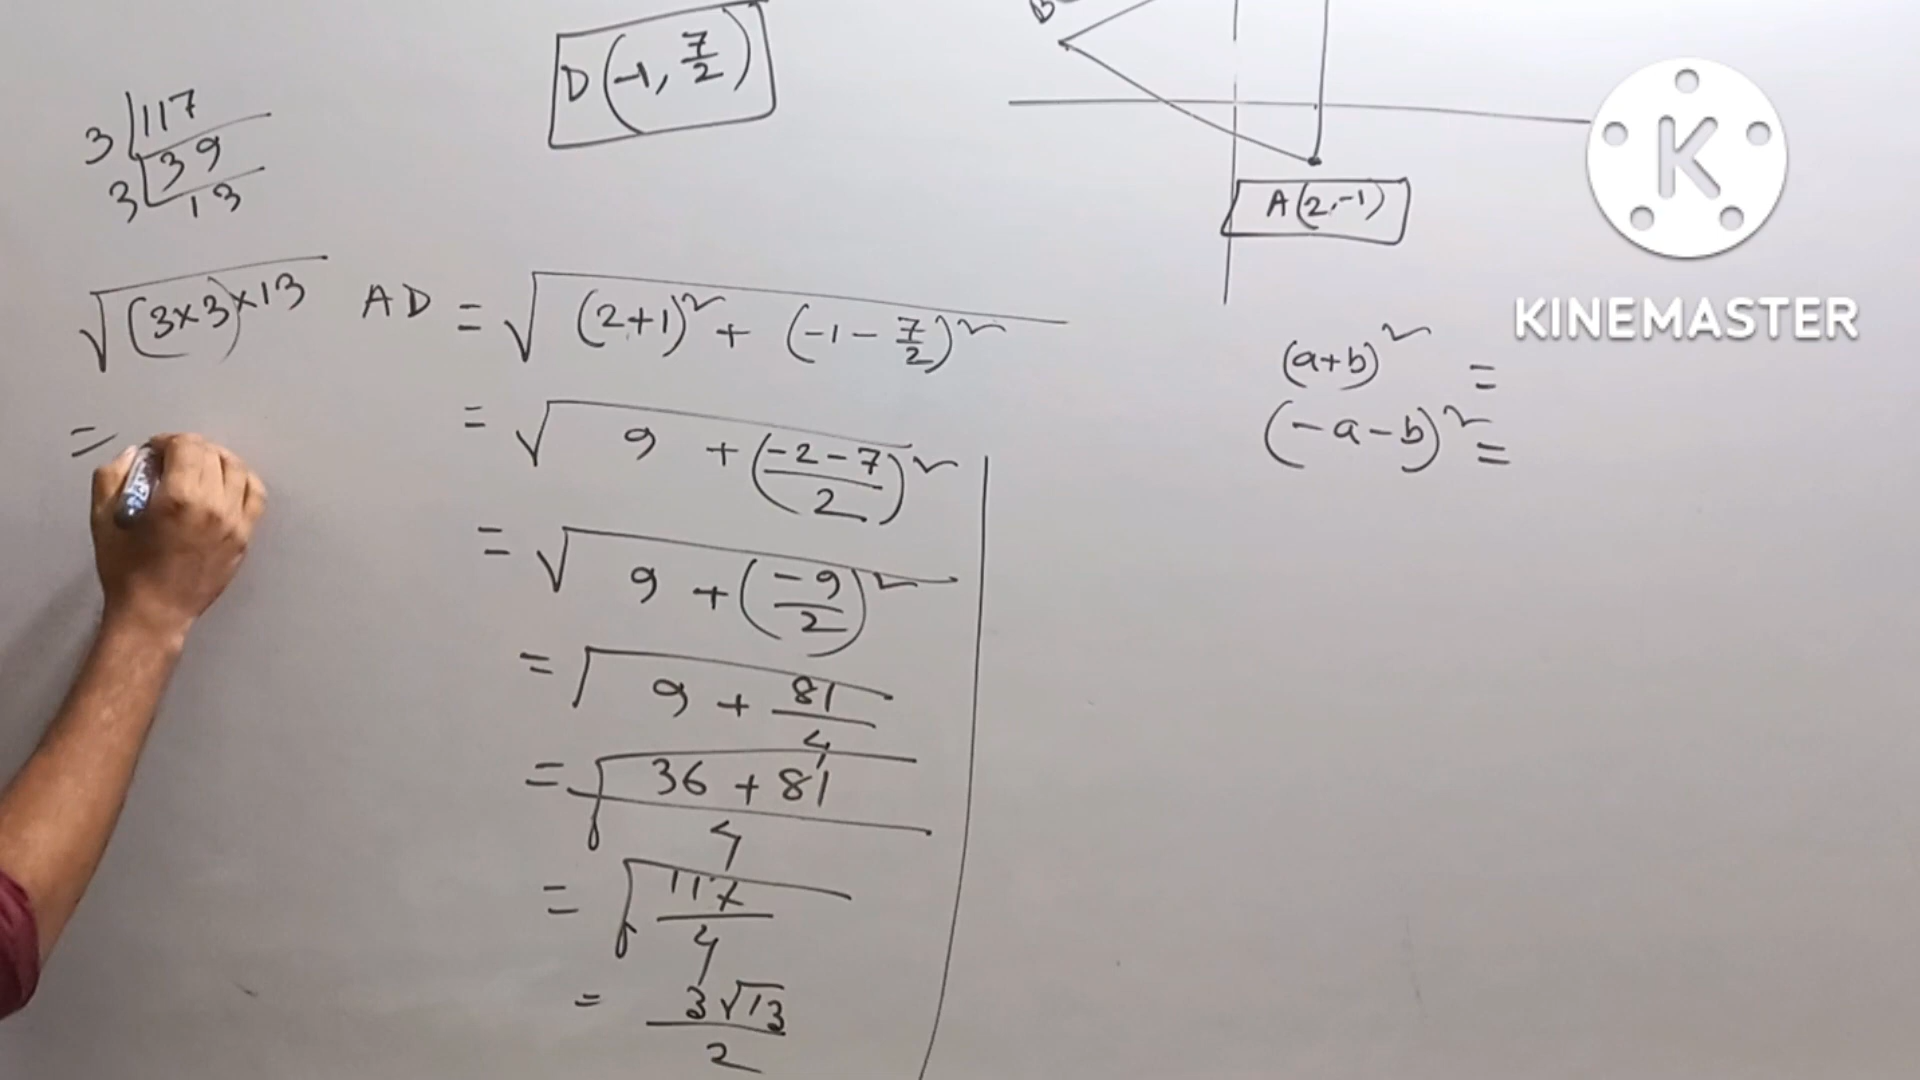 D(-1, 7/2)
B
3 | 117
3 | 39
13
A(2,-1)
KINEMASTER
√(3×3)×13
=
AD = √(2+1)² + (-1 - 7/2)²
= √9 + (-2-7/2)²
= √9 + (-9/2)²
= √9 + 81/4
= √36 + 81/4
= √117/4
= 3√13/2
(a+b)² =
(-a-b)² =